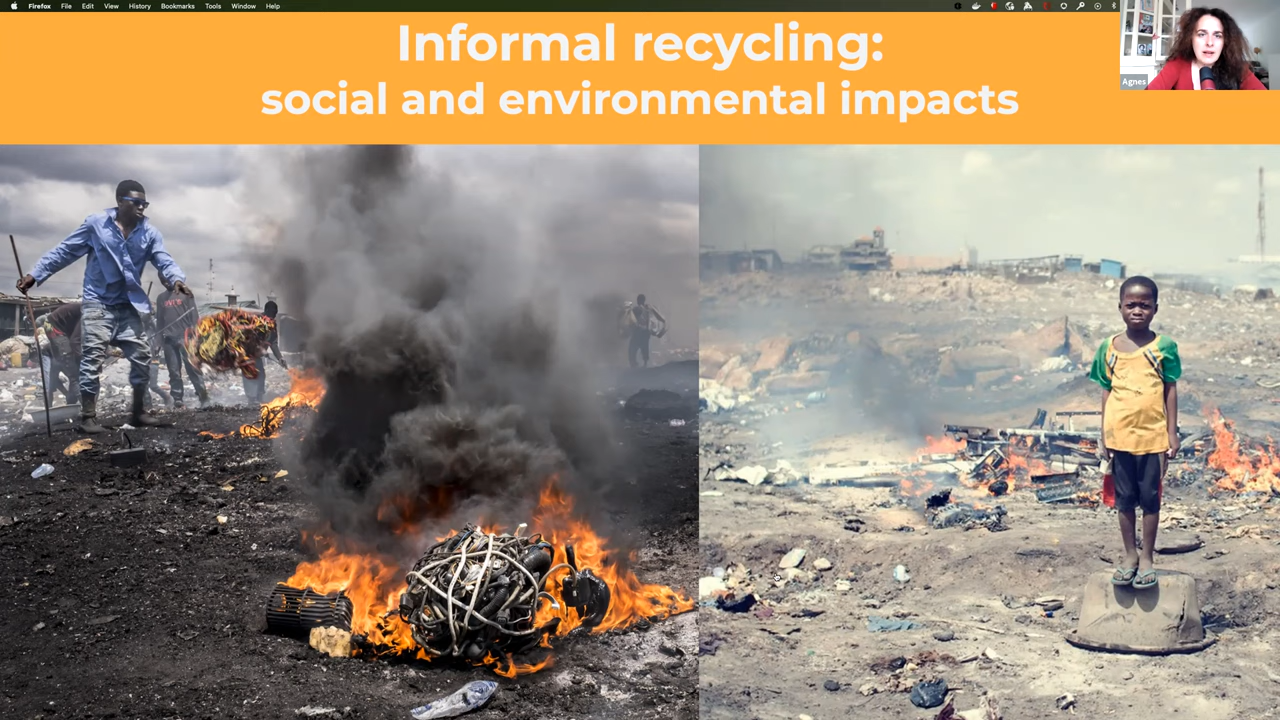 Firefox File Edit View History Bookmarks Tools Window Help
Informal recycling:
social and environmental impacts
Agnes